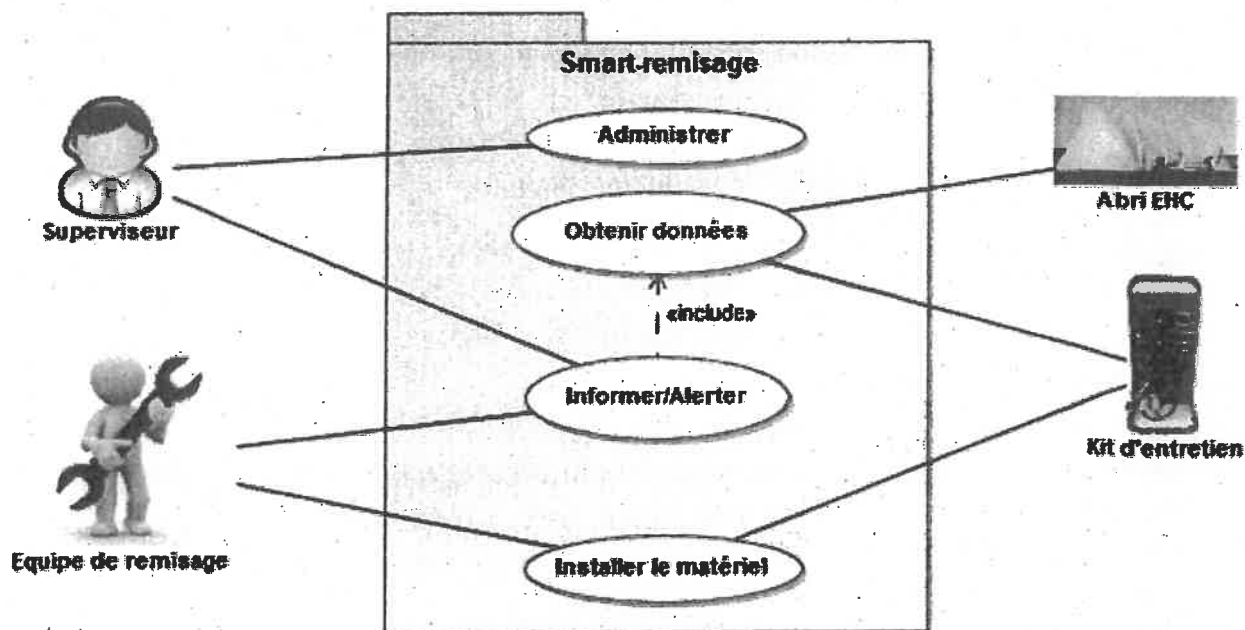 Smart-remisage
Administrer
Superviseur
Obtenir données
Abri EHC
«include»
Informer/Alerter
Kit d'entretien
Equipe de remisage
Installer le matériel